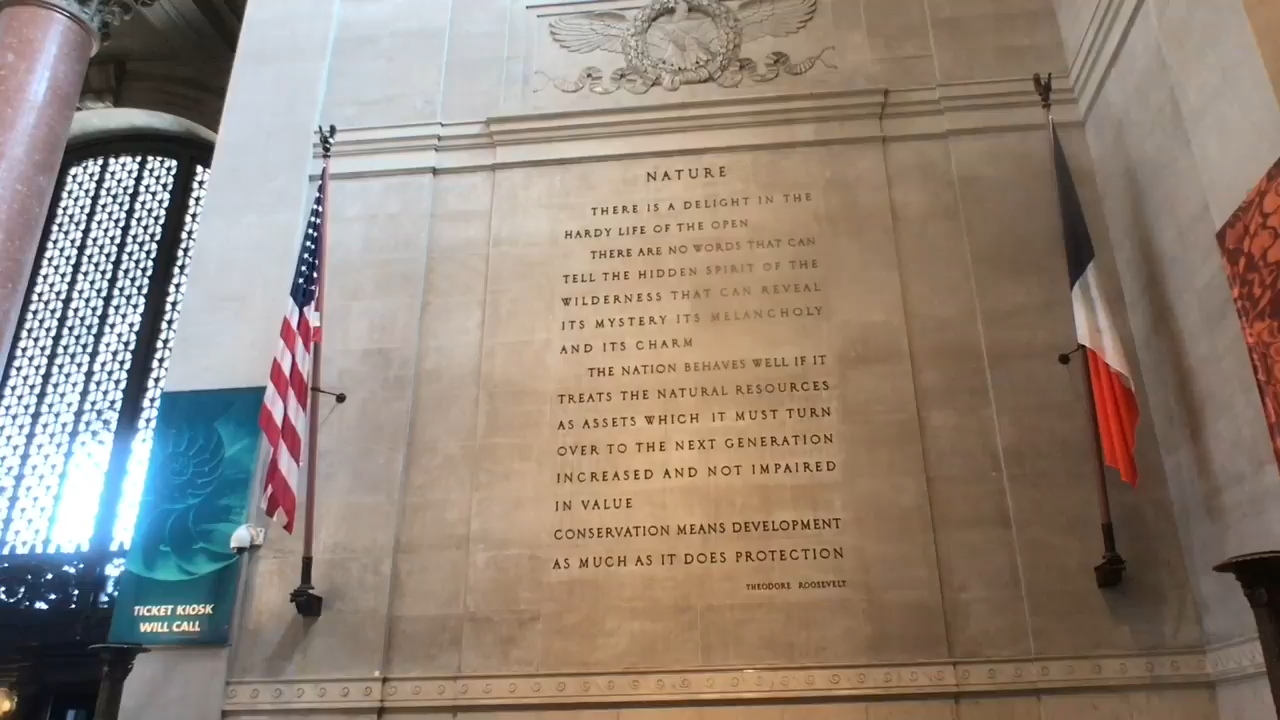 NATURE
THERE IS A DELIGHT IN THE
HARDY LIFE OF THE OPEN
THERE ARE NO WORDS THAT CAN
TELL THE HIDDEN SPIRIT OF THE
WILDERNESS THAT CAN REVEAL
ITS MYSTERY ITS MELANCHOLY
AND ITS CHARM
THE NATION BEHAVES WELL IF IT
TREATS THE NATURAL RESOURCES
AS ASSETS WHICH IT MUST TURN
OVER TO THE NEXT GENERATION
INCREASED AND NOT IMPAIRED
IN VALUE
CONSERVATION MEANS DEVELOPMENT
AS MUCH AS IT DOES PROTECTION
THEODORE ROOSEVELT
TICKET KIOSK
WILL CALL